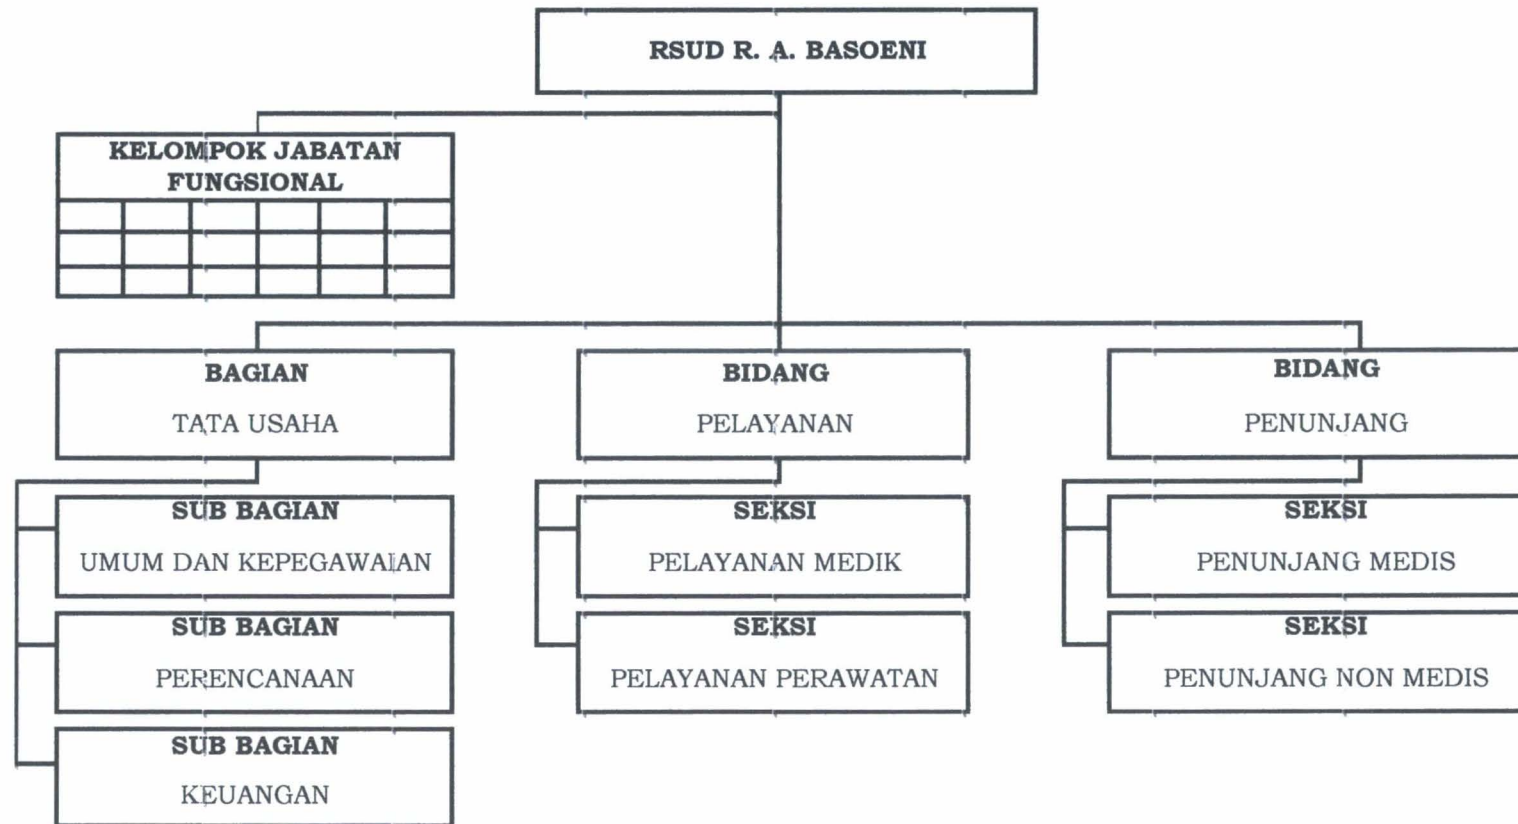 RSUD R. A. BASOENI
KELOMPOK JABATAN
FUNGSIONAL
BAGIAN
TATA USAHA
SUB BAGIAN
UMUM DAN KEPEGAWAIAN
SUB BAGIAN
PERENCANAAN
SUB BAGIAN
KEUANGAN
BIDANG
PELAYANAN
SEKSI
PELAYANAN MEDIK
SEKSI
PELAYANAN PERAWATAN
BIDANG
PENUNJANG
SEKSI
PENUNJANG MEDIS
SEKSI
PENUNJANG NON MEDIS